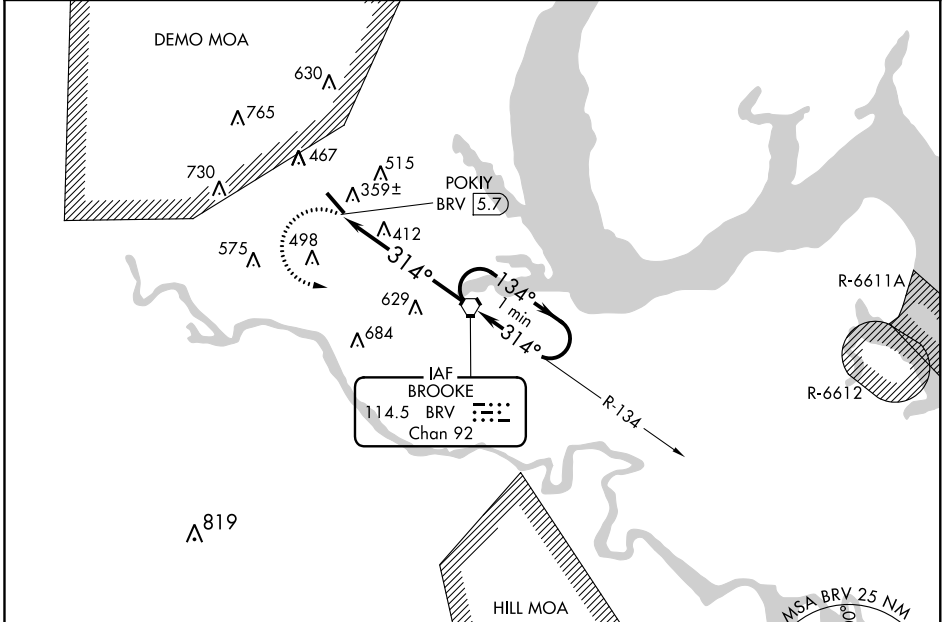 DEMO MOA
630
765
467
730
515
359±
POKIY
BRV 5.7
412
575
498
314°
134°
1 min
314°
629
684
R-6611A
R-6612
IAF
BROOKE
114.5 BRV
Chan 92
R-134
819
HILL MOA
MSA BRV 25 NM